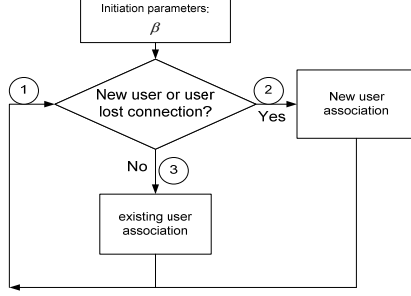 Initiation parameters;
β
1
New user or user
lost connection?
2
Yes
New user
association
No
3
existing user
association